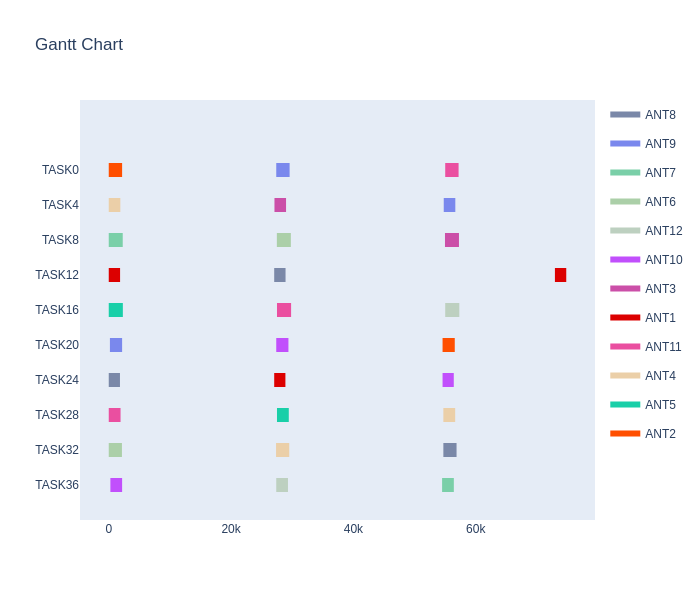 Gantt Chart
TASK0
TASK4
TASK8
TASK12
TASK16
TASK20
TASK24
TASK28
TASK32
TASK36
0 20k 40k 60k
ANT8
ANT9
ANT7
ANT6
ANT12
ANT10
ANT3
ANT1
ANT11
ANT4
ANT5
ANT2